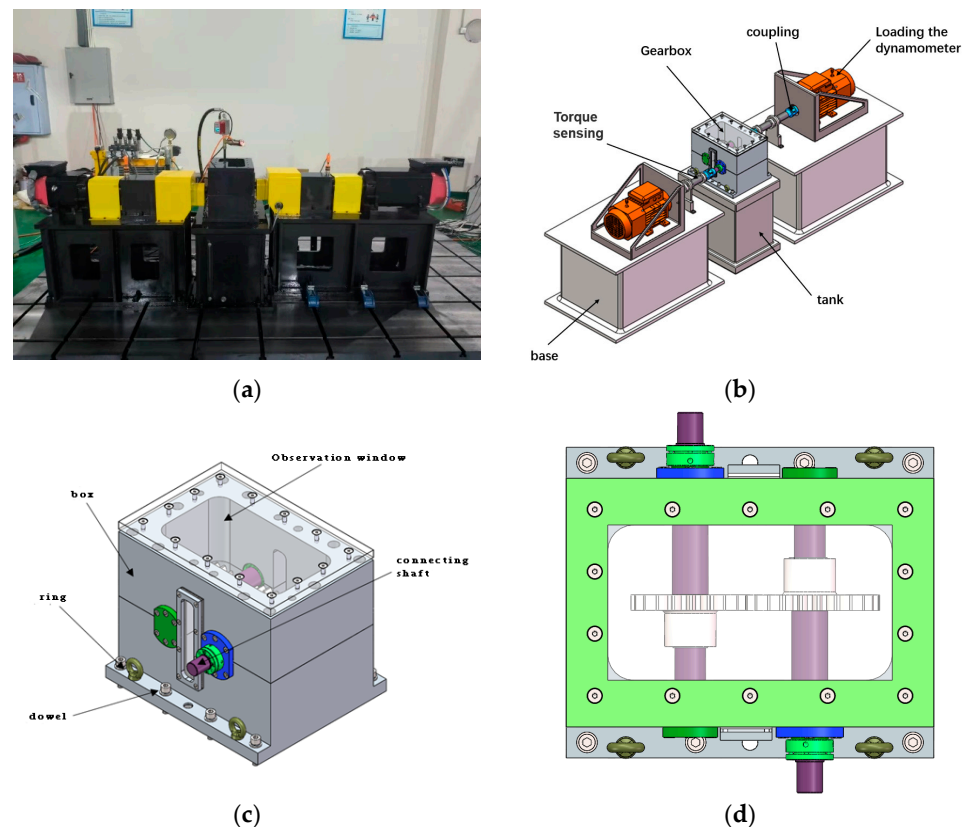 coupling
Loading the
dynamometer
Gearbox
Torque
sensing
tank
base
(a)
(b)
Observation window
box
connecting
shaft
ring
dowel
(c)
(d)